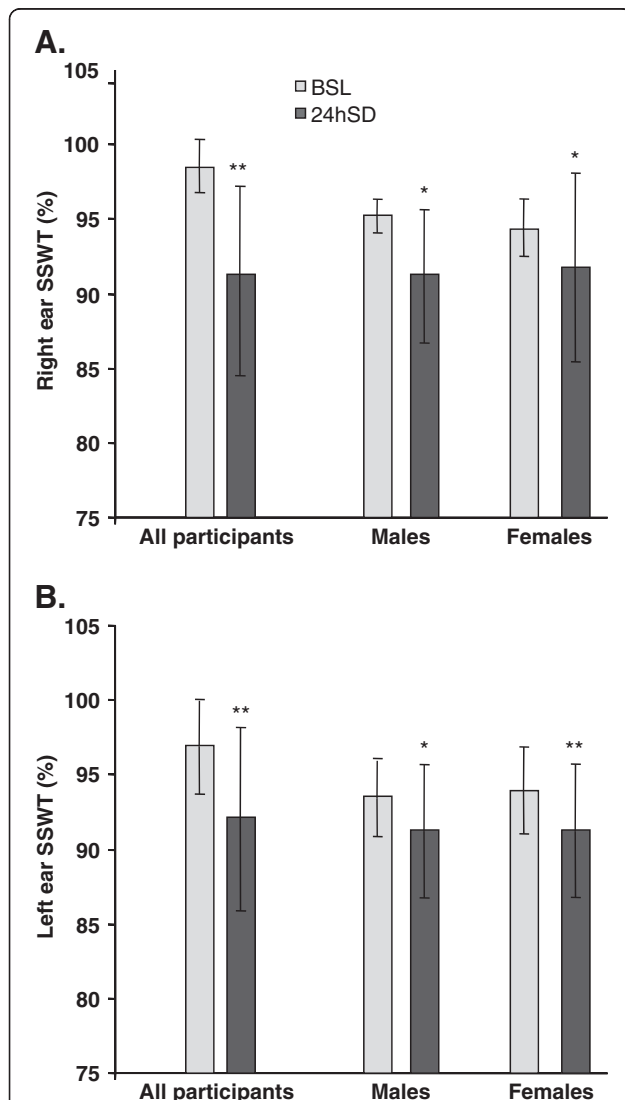 A.
105
100
95
90
85
80
75
Right ear SSWT (%)
BSL
24hSD
**
*
*
All participants Males Females
B.
105
100
95
90
85
80
75
Left ear SSWT (%)
**
*
**
All participants Males Females